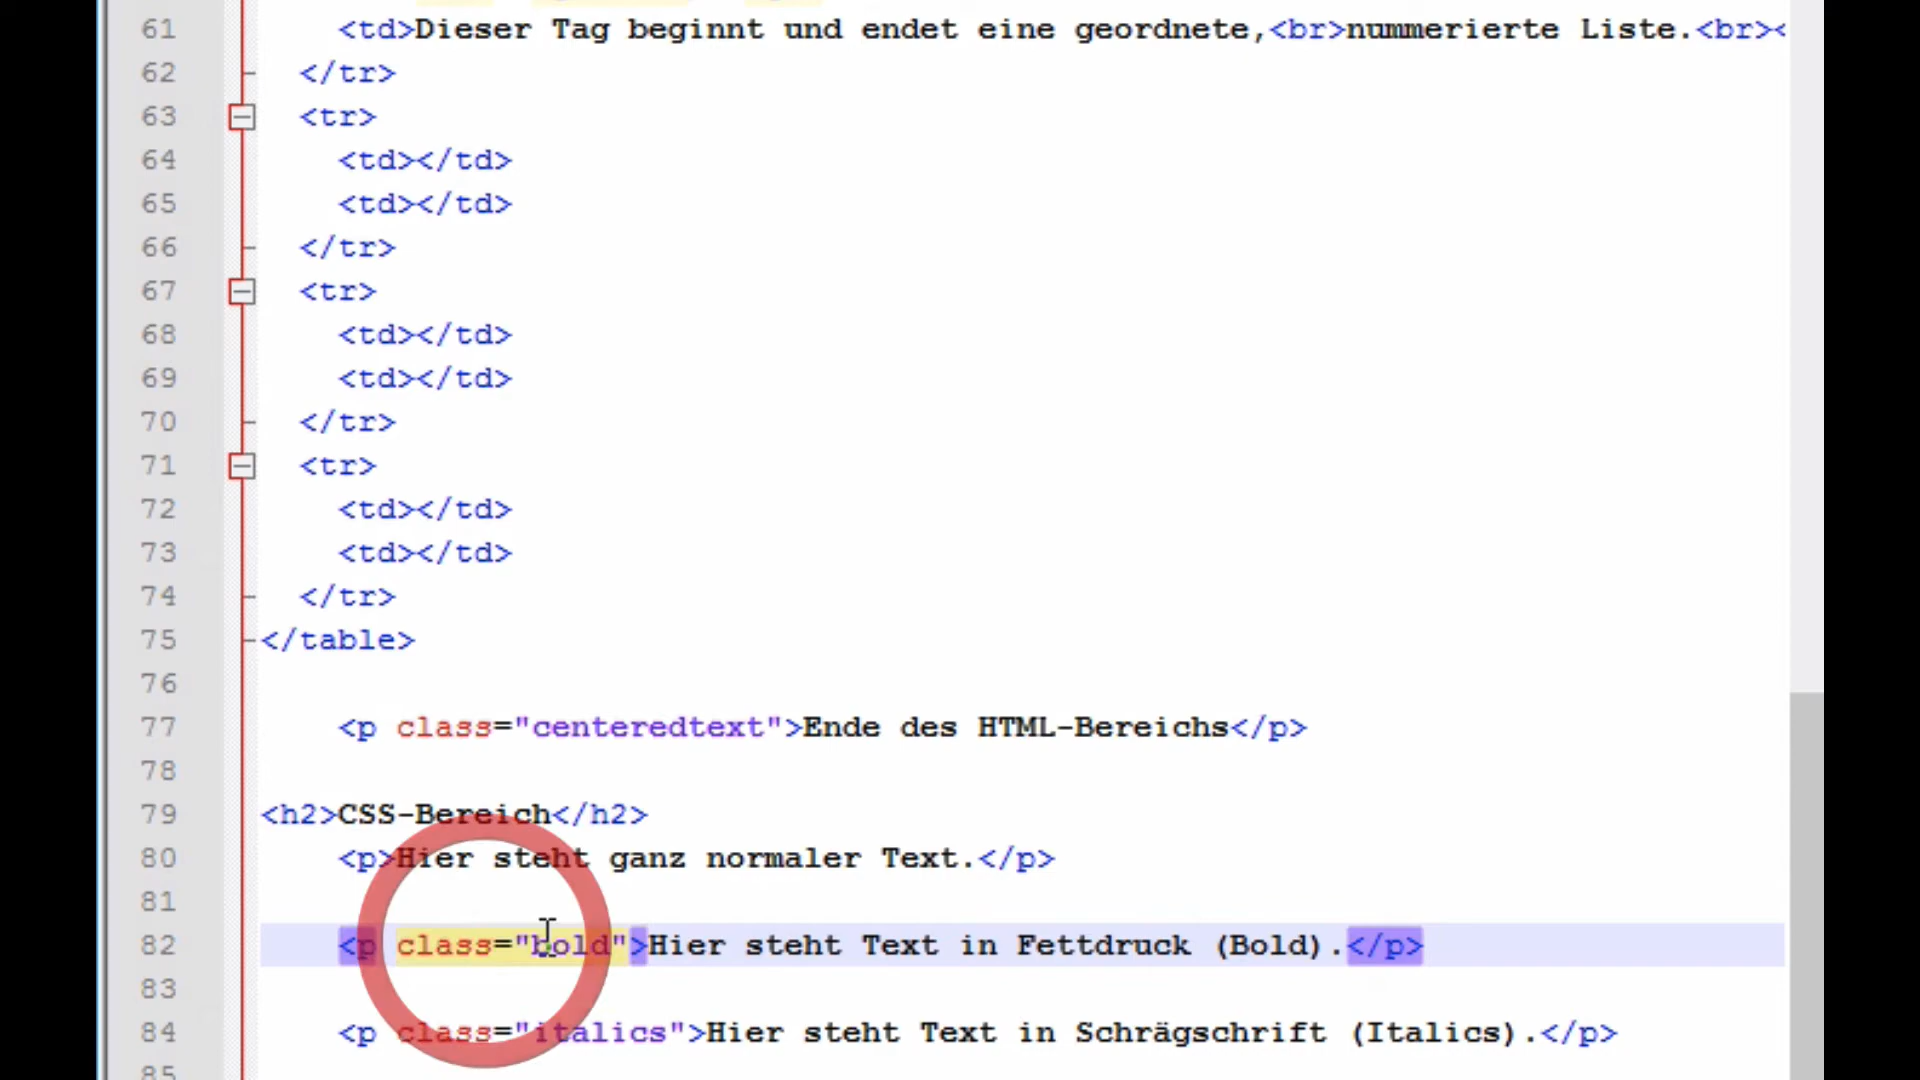 61 <td>Dieser Tag beginnt und endet eine geordnete,<br>nummerierte Liste.<br><
62 </tr>
63 <tr>
64 <td></td>
65 <td></td>
66 </tr>
67 <tr>
68 <td></td>
69 <td></td>
70 </tr>
71 <tr>
72 <td></td>
73 <td></td>
74 </tr>
75 </table>
76
77 <p class="centeredtext">Ende des HTML-Bereichs</p>
78
79 <h2>CSS-Bereich</h2>
80 <p>Hier steht ganz normaler Text.</p>
81
82 <p class="bold">Hier steht Text in Fettdruck (Bold).</p>
83
84 <p class="italics">Hier steht Text in Schrägschrift (Italics).</p>
85